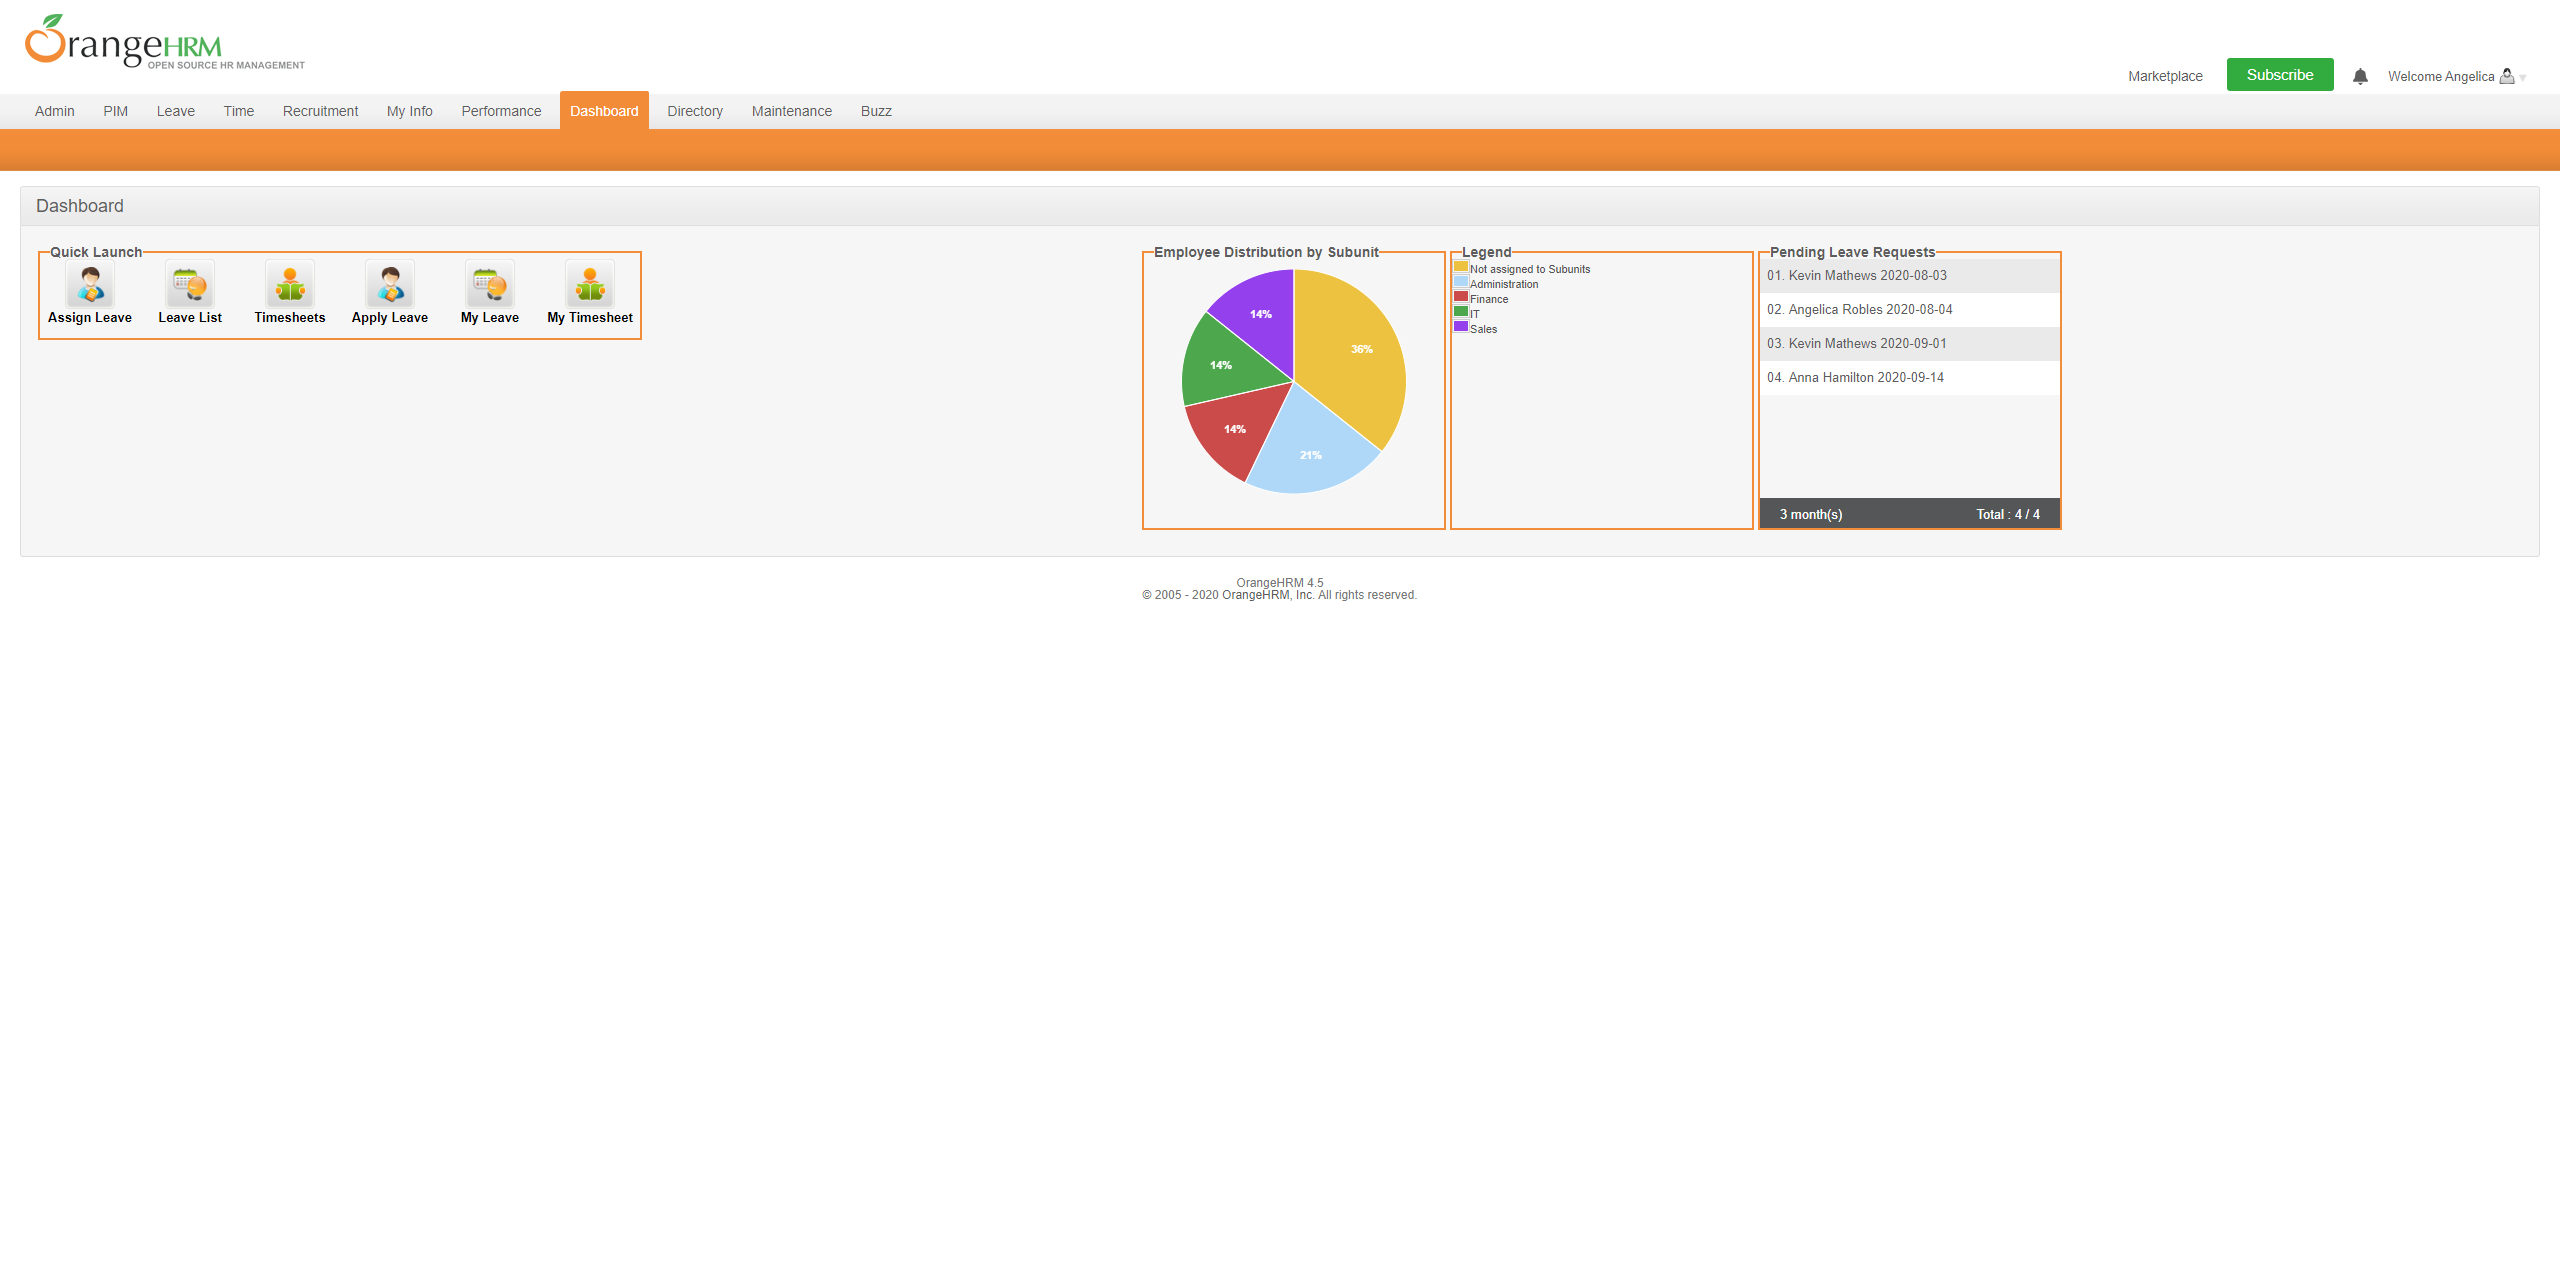 OrangeHRM
OPEN SOURCE HR MANAGEMENT
Marketplace Subscribe Welcome Angelica
Admin PIM Leave Time Recruitment My Info Performance Dashboard Directory Maintenance Buzz
Dashboard
Quick Launch
Assign Leave Leave List Timesheets Apply Leave My Leave My Timesheet
Employee Distribution by Subunit
36%
21%
14%
14%
14%
Legend
Not assigned to Subunits
Administration
Finance
IT
Sales
Pending Leave Requests
01. Kevin Mathews 2020-08-03
02. Angelica Robles 2020-08-04
03. Kevin Mathews 2020-09-01
04. Anna Hamilton 2020-09-14
3 month(s) Total : 4 / 4
OrangeHRM 4.5
© 2005 - 2020 OrangeHRM, Inc. All rights reserved.